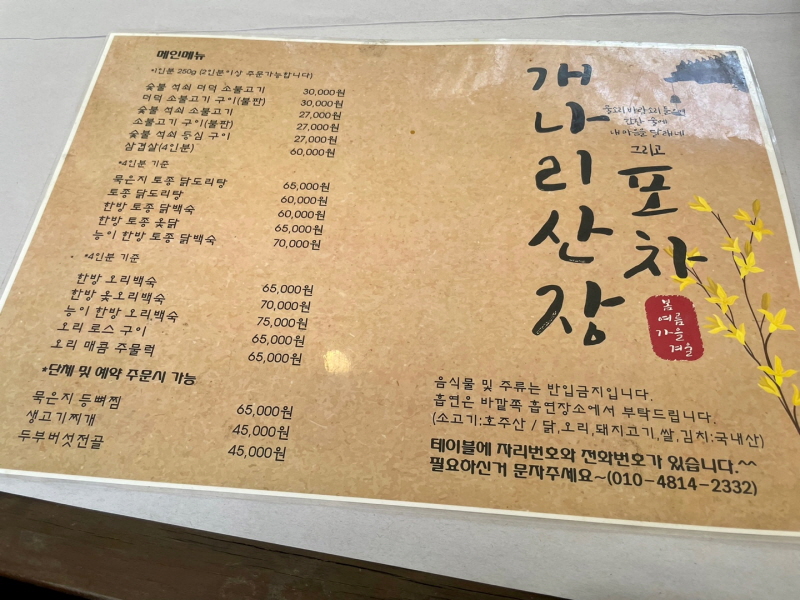 메인메뉴
*1인분 250g (2인분이상 주문가능합니다)
숯불 석쇠 더덕 소불고기 30,000원
더덕 소불고기 구이(불판) 30,000원
숯불 석쇠 소불고기 27,000원
소불고기 구이(불판) 27,000원
숯불 석쇠 등심 구이 27,000원
삼겹살(4인분) 60,000원
*4인분 기준
묵은지 토종 닭도리탕 65,000원
토종 닭도리탕 60,000원
한방 토종 닭백숙 60,000원
한방 토종 옻닭 65,000원
능이 한방 토종 닭백숙 70,000원
*4인분 기준
한방 오리백숙 65,000원
한방 옻오리백숙 70,000원
능이 한방 오리백숙 75,000원
오리 로스 구이 65,000원
오리 매콤 주물럭 65,000원
*단체 및 예약 주문시 가능
묵은지 등뼈찜 65,000원
생고기찌개 45,000원
두부버섯전골 45,000원
개나리산장
그리고
포차
봄
여름
가을
겨울
음식물 및 주류는 반입금지입니다.
흡연은 바깥쪽 흡연장소에서 부탁드립니다.
(소고기:호주산 / 닭,오리,돼지고기,쌀,김치:국내산)
테이블에 자리번호와 전화번호가 있습니다.^^
필요하신거 문자주세요~(010-4814-2332)